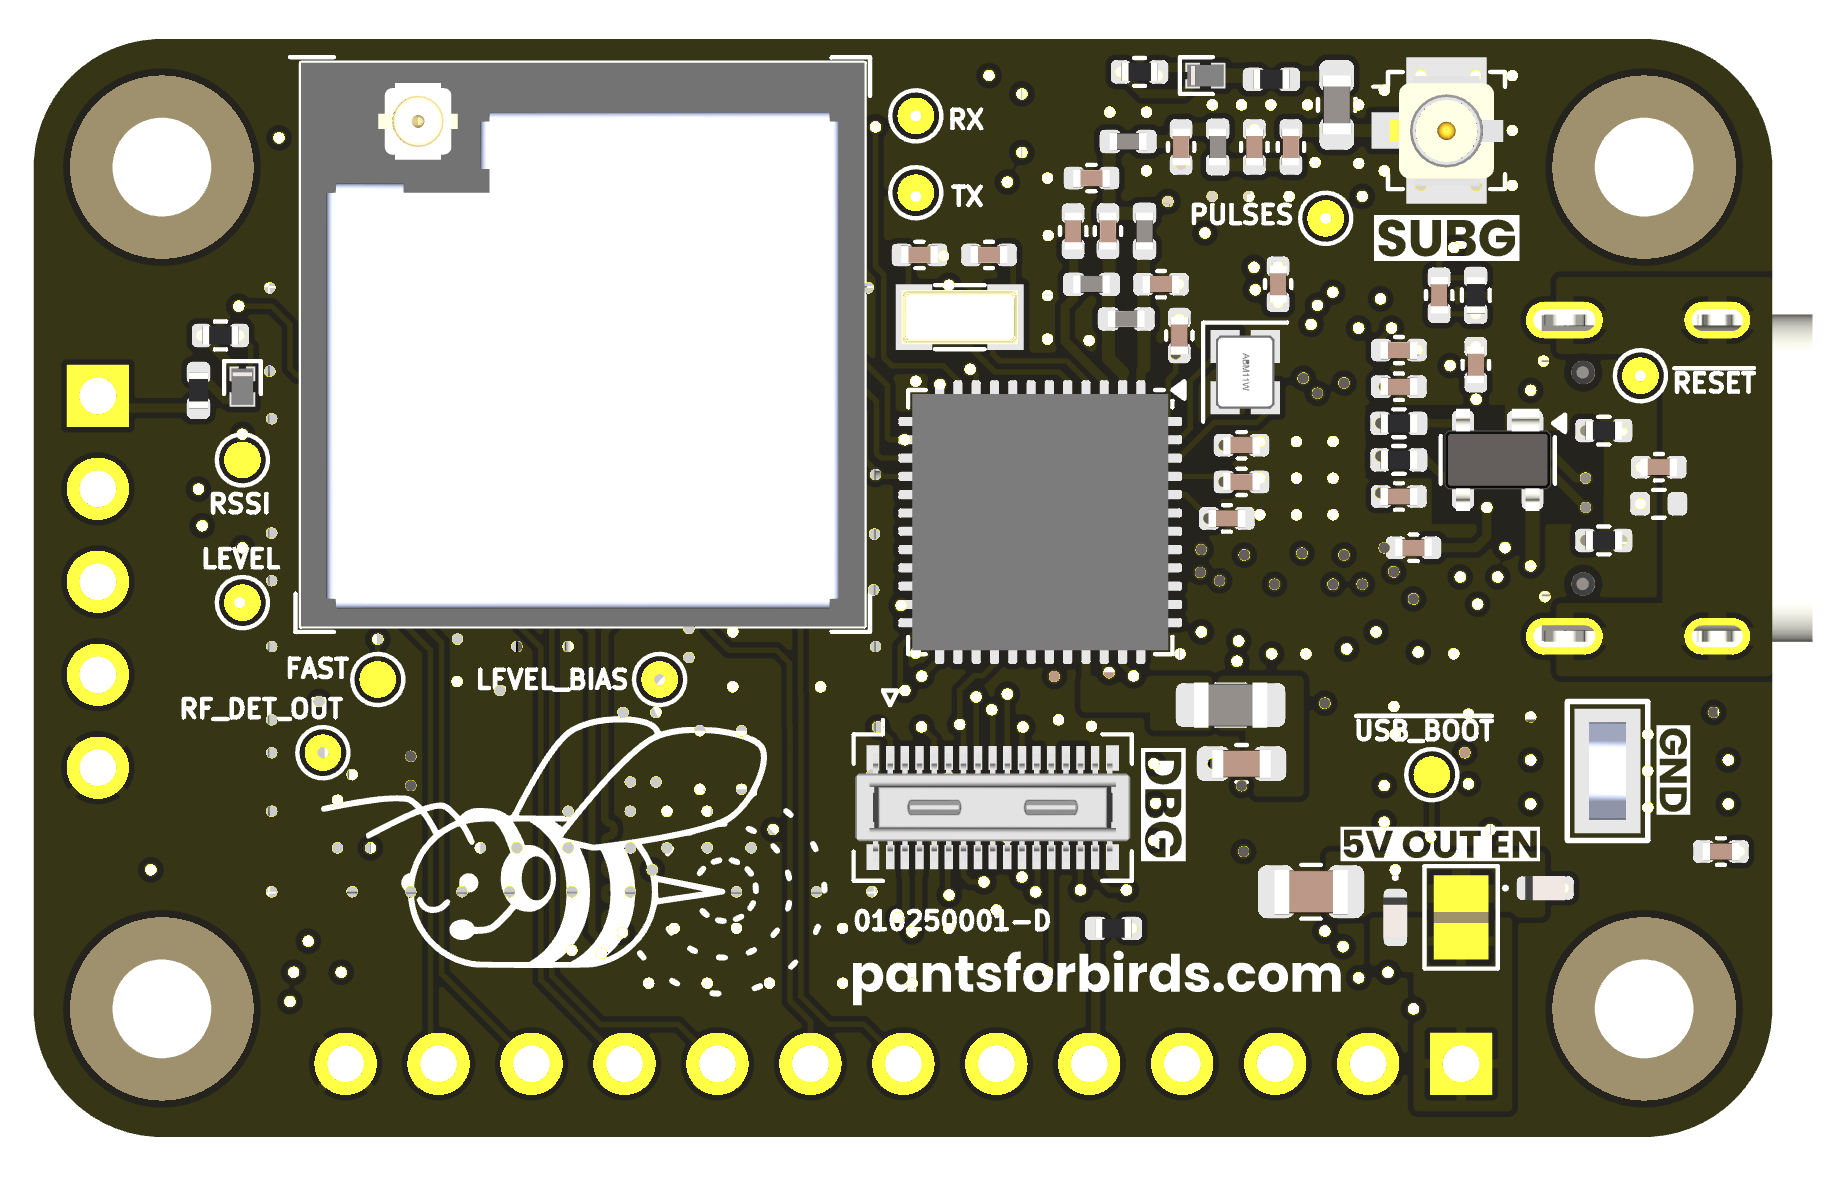 RX
TX
PULSES
SUBG
RESET
ABM11W
RSSI
LEVEL
FAST
LEVEL_BIAS
RF_DET_OUT
USB_BOOT
GND
DBG
5V OUT EN
010250001-D
pantsforbirds.com